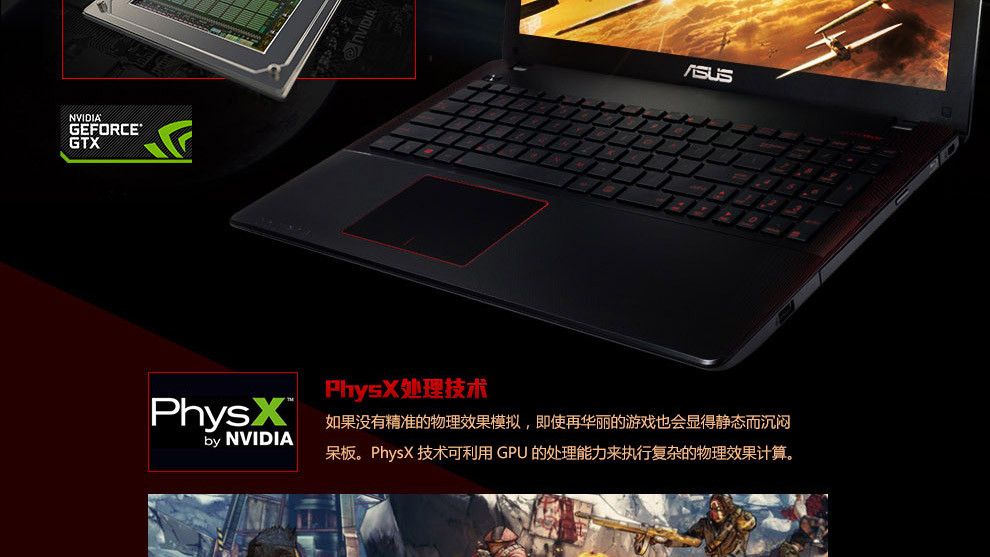 NVIDIA
/SUS
NVIDIA
GEFORCE
GTX
PhysX™
by NVIDIA
PhysX处理技术
如果没有精准的物理效果模拟，即使再华丽的游戏也会显得静态而沉闷
呆板。PhysX 技术可利用 GPU 的处理能力来执行复杂的物理效果计算。